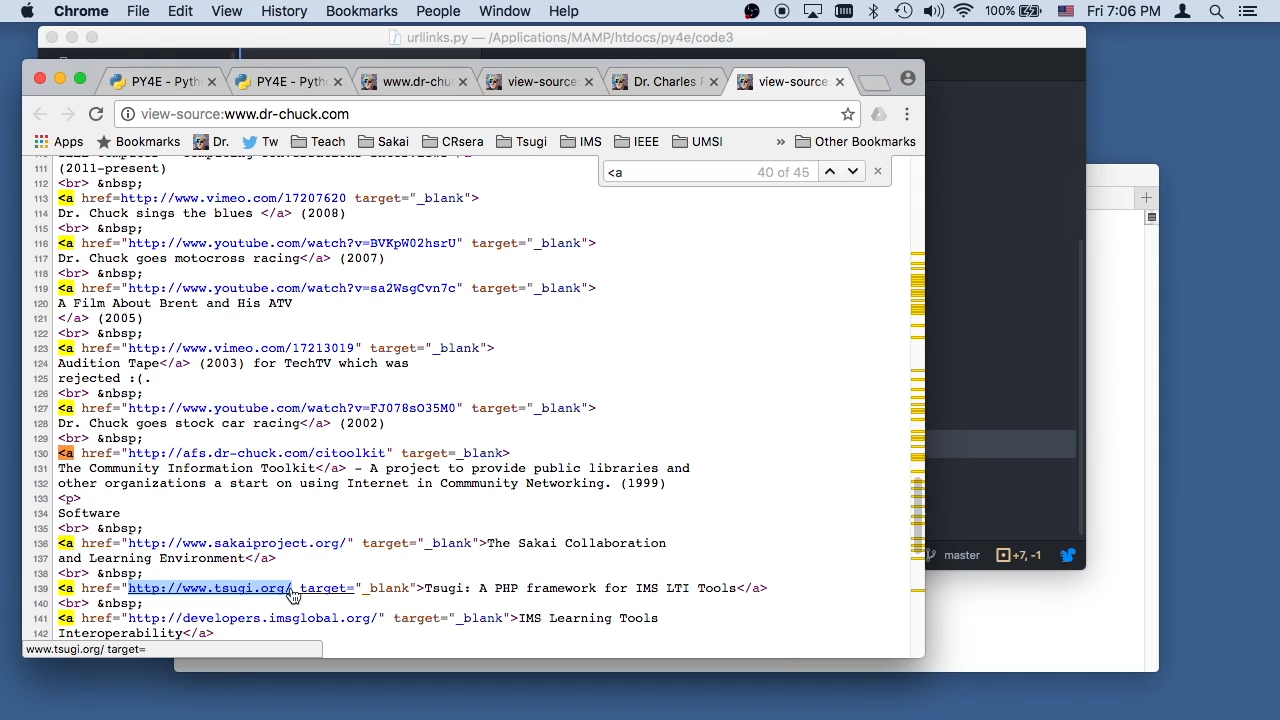 Chrome File Edit View History Bookmarks People Window Help 100% Fri 7:06 PM
urllinks.py — /Applications/MAMP/htdocs/py4e/code3
PY4E - Pyth PY4E - Pyth www.dr-chu view-source Dr. Charles view-source
view-source:www.dr-chuck.com
Apps Bookmarks Dr. Tw Teach Sakai CRsera Tsugi IMS IEEE UMSI » Other Bookmarks
<a 40 of 45
111 (2011-present)
112 <br> &nbsp;
113 <a href=http://www.vimeo.com/17207620 target="_blank">
114 Dr. Chuck sings the blues </a> (2008)
115 <br> &nbsp;
116 <a href="http://www.youtube.com/watch?v=BVKpW02hsrU" target="_blank">
117 Dr. Chuck goes motocross racing</a> (2007)
118 <br> &nbsp;
119 <a href="http://www.youtube.com/watch?v=sa2WsgCvn7c" target="_blank">
120 A Film About Brent and His ATV
121 </a> (2005)
122 <br> &nbsp;
123 <a href="http://www.vimeo.com/17213019" target="_blank">
124 Audition Tape</a> (2003) for TechTV which was
125 rejected :(.
126 <br> &nbsp;
127 <a href="http://www.youtube.com/watch?v=FJ078sO35M0" target="_blank">
128 Dr. Chuck goes stock car racing</a> (2002)
129 <br> &nbsp;
130 <a href="http://afs.dr-chuck.com/citoolkit" target=_blank>
131 The Community Information Toolkit</a> - A project to provide public libraries and
132 other organizations a start on using Internet in Community Networking. (1999)
133 <p>
134 Software
135 <br> &nbsp;
136 <a href="http://www.sakaiproject.org/" target="_blank">The Sakai Collaboration
137 and Learning Environment</a>
138 <br> &nbsp;
139 <a href="http://www.tsugi.org/ target="_blank">Tsugi: A PHP framework for IMS LTI Tools</a>
140 <br> &nbsp;
141 <a href="http://developers.imsglobal.org/" target="_blank">IMS Learning Tools
142 Interoperability</a>
www.tsugi.org/ target=
master +7, -1